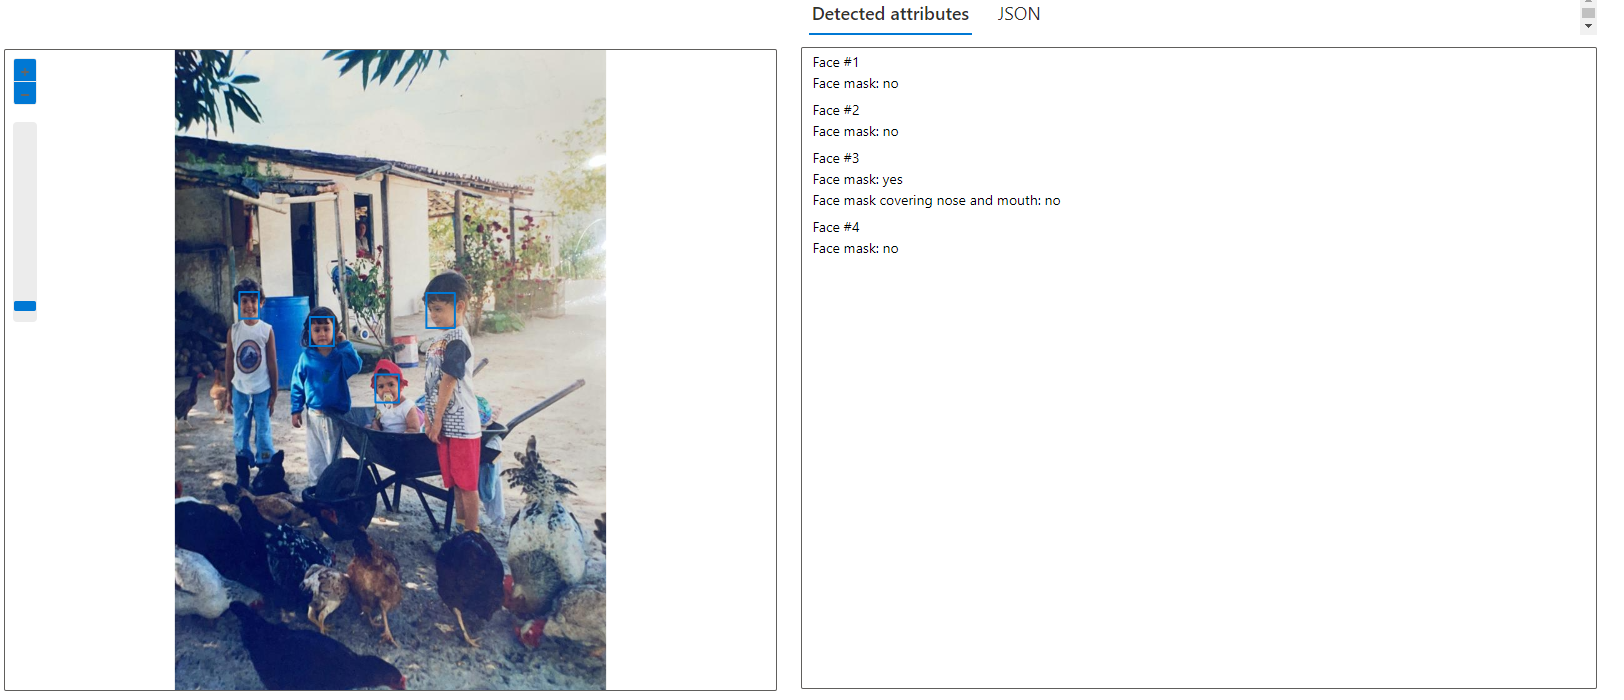 Detected attributes JSON
Face #1
Face mask: no
Face #2
Face mask: no
Face #3
Face mask: yes
Face mask covering nose and mouth: no
Face #4
Face mask: no